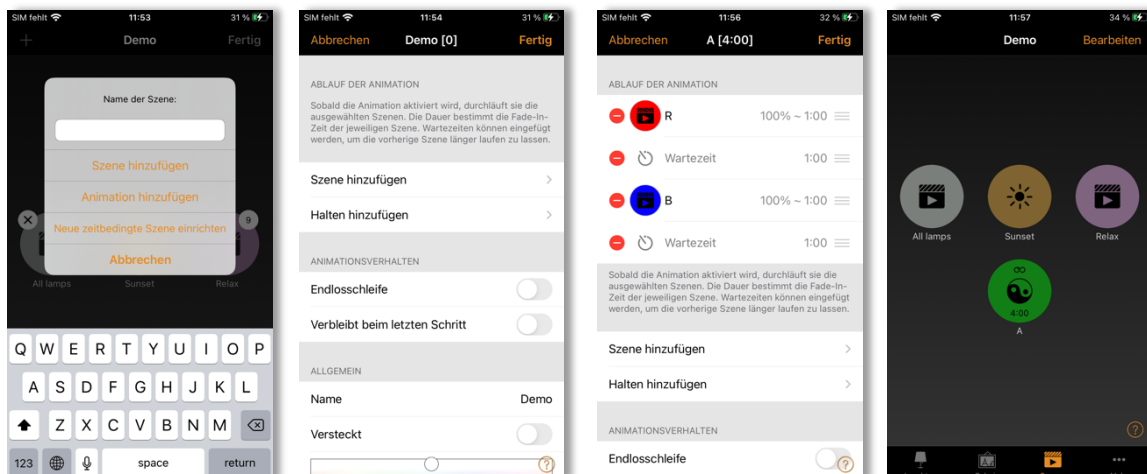 SIM fehlt 11:53 31 %
Demo Fertig
Name der Szene:
Szene hinzufügen
Animation hinzufügen
Neue zeitbedingte Szene einrichten
9
Abbrechen
All lamps Sunset Relax
Q W E R T Y U I O P
A S D F G H J K L
Z X C V B N M
123 space return
SIM fehlt 11:54 31 %
Abbrechen Demo [0] Fertig
ABLAUF DER ANIMATION
Sobald die Animation aktiviert wird, durchläuft sie die
ausgewählten Szenen. Die Dauer bestimmt die Fade-In-
Zeit der jeweiligen Szene. Wartezeiten können eingefügt
werden, um die vorherige Szene länger laufen zu lassen.
Szene hinzufügen
Halten hinzufügen
ANIMATIONSVERHALTEN
Endlosschleife
Verbleibt beim letzten Schritt
ALLGEMEIN
Name Demo
Versteckt
?
SIM fehlt 11:56 32 %
Abbrechen A [4:00] Fertig
ABLAUF DER ANIMATION
R 100% ~ 1:00
Wartezeit 1:00
B 100% ~ 1:00
Wartezeit 1:00
Sobald die Animation aktiviert wird, durchläuft sie die
ausgewählten Szenen. Die Dauer bestimmt die Fade-In-
Zeit der jeweiligen Szene. Wartezeiten können eingefügt
werden, um die vorherige Szene länger laufen zu lassen.
Szene hinzufügen
Halten hinzufügen
ANIMATIONSVERHALTEN
Endlosschleife
?
SIM fehlt 11:57 34 %
Demo Bearbeiten
All lamps Sunset Relax
∞
4:00
A
?